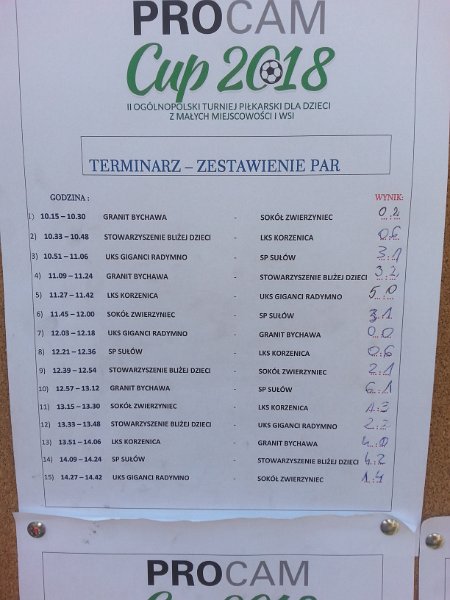 PROCAM
Cup 2018
II OGÓLNOPOLSKI TURNIEJ PIŁKARSKI DLA DZIECI
Z MAŁYCH MIEJSCOWOŚCI I WSI
TERMINARZ – ZESTAWIENIE PAR
GODZINA : WYNIK:
1) 10.15 – 10.30 GRANIT BYCHAWA - SOKÓŁ ZWIERZYNIEC 0:2
2) 10.33 – 10.48 STOWARZYSZENIE BLIŻEJ DZIECI - LKS KORZENICA 0:6
3) 10.51 – 11.06 UKS GIGANCI RADYMNO - SP SUŁÓW 3:1
4) 11.09 – 11.24 GRANIT BYCHAWA - STOWARZYSZENIE BLIŻEJ DZIECI 3:2
5) 11.27 – 11.42 LKS KORZENICA - UKS GIGANCI RADYMNO 5:0
6) 11.45 – 12.00 SOKÓŁ ZWIERZYNIEC - SP SUŁÓW 3:1
7) 12.03 – 12.18 UKS GIGANCI RADYMNO - GRANIT BYCHAWA 0:0
8) 12.21 – 12.36 SP SUŁÓW - LKS KORZENICA 0:6
9) 12.39 – 12.54 STOWARZYSZENIE BLIŻEJ DZIECI - SOKÓŁ ZWIERZYNIEC 2:1
10) 12.57 – 13.12 GRANIT BYCHAWA - SP SUŁÓW 6:1
11) 13.15 – 13.30 SOKÓŁ ZWIERZYNIEC - LKS KORZENICA 1:3
12) 13.33 – 13.48 STOWARZYSZENIE BLIŻEJ DZIECI - UKS GIGANCI RADYMNO
13) 13.51 – 14.06 LKS KORZENICA - GRANIT BYCHAWA 4:0
14) 14.09 – 14.24 SP SUŁÓW - STOWARZYSZENIE BLIŻEJ DZIECI 4:2
15) 14.27 – 14.42 UKS GIGANCI RADYMNO - SOKÓŁ ZWIERZYNIEC 1:4
PROCAM
Cup 2018